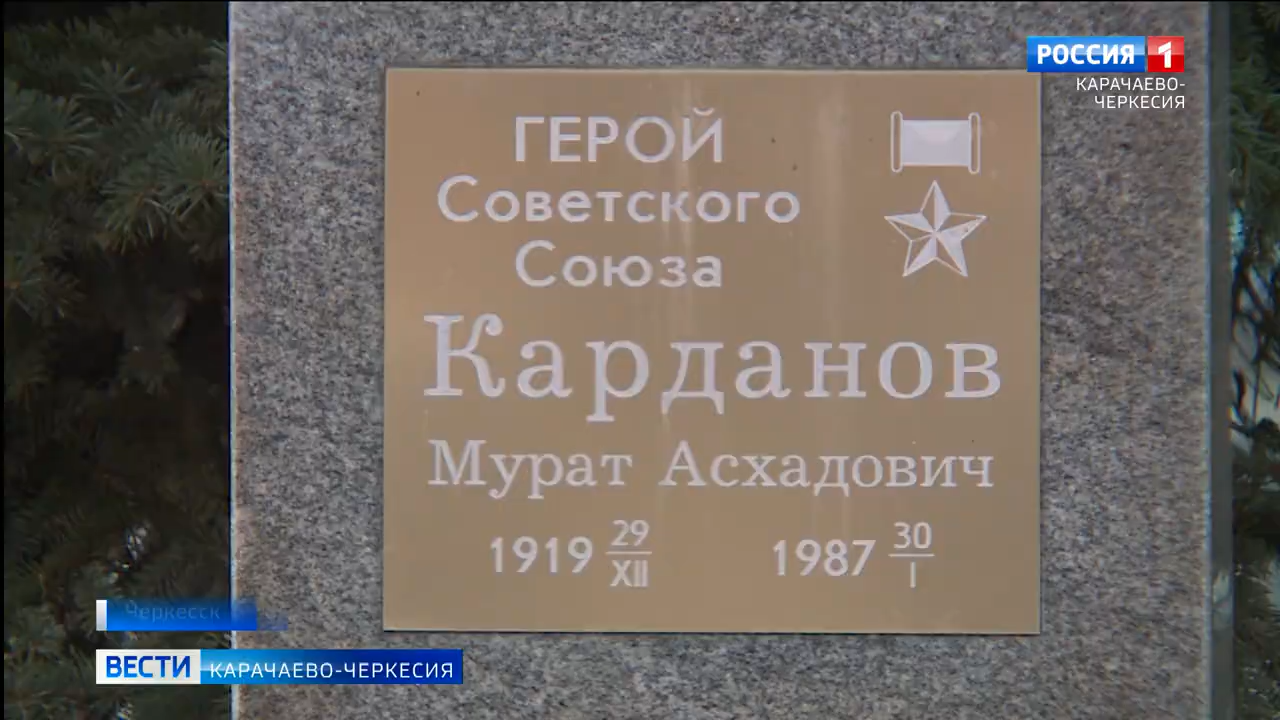 РОССИЯ 1
КАРАЧАЕВО-
ЧЕРКЕСИЯ
ГЕРОЙ
Советского
Союза
Карданов
Мурат Асхадович
1919 29/XII 1987 30/I
Черкесск
ВЕСТИ КАРАЧАЕВО-ЧЕРКЕСИЯ